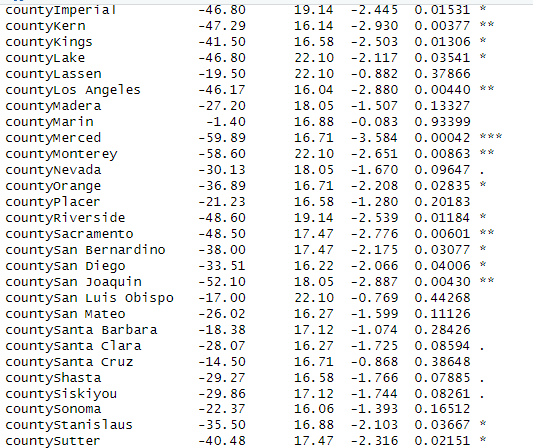 countyImperial -46.80 19.14 -2.445 0.01531 *
countyKern -47.29 16.14 -2.930 0.00377 **
countyKings -41.50 16.58 -2.503 0.01306 *
countyLake -46.80 22.10 -2.117 0.03541 *
countyLassen -19.50 22.10 -0.882 0.37866
countyLos Angeles -46.17 16.04 -2.880 0.00440 **
countyMadera -27.20 18.05 -1.507 0.13327
countyMarin -1.40 16.88 -0.083 0.93399
countyMerced -59.89 16.71 -3.584 0.00042 ***
countyMonterey -58.60 22.10 -2.651 0.00863 **
countyNevada -30.13 18.05 -1.670 0.09647 .
countyOrange -36.89 16.71 -2.208 0.02835 *
countyPlacer -21.23 16.58 -1.280 0.20183
countyRiverside -48.60 19.14 -2.539 0.01184 *
countySacramento -48.50 17.47 -2.776 0.00601 **
countySan Bernardino -38.00 17.47 -2.175 0.03077 *
countySan Diego -33.51 16.22 -2.066 0.04006 *
countySan Joaquin -52.10 18.05 -2.887 0.00430 **
countySan Luis Obispo -17.00 22.10 -0.769 0.44268
countySan Mateo -26.02 16.27 -1.599 0.11126
countySanta Barbara -18.38 17.12 -1.074 0.28426
countySanta Clara -28.07 16.27 -1.725 0.08594 .
countySanta Cruz -14.50 16.71 -0.868 0.38648
countyShasta -29.27 16.58 -1.766 0.07885 .
countySiskiyou -29.86 17.12 -1.744 0.08261 .
countySonoma -22.37 16.06 -1.393 0.16512
countyStanislaus -35.50 16.88 -2.103 0.03667 *
countySutter -40.48 17.47 -2.316 0.02151 *